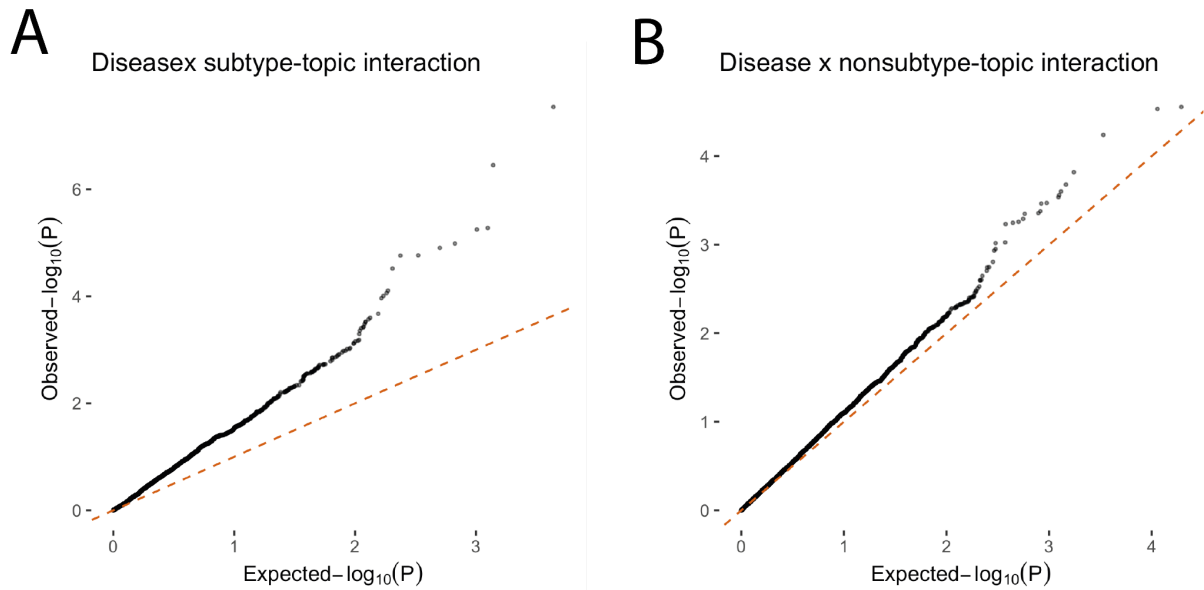 A
Diseasex subtype-topic interaction
6
4
2
0
0 1 2 3
Observed−log10(P)
Expected−log10(P)
B
Disease x nonsubtype-topic interaction
4
3
2
1
0
0 1 2 3 4
Observed−log10(P)
Expected−log10(P)